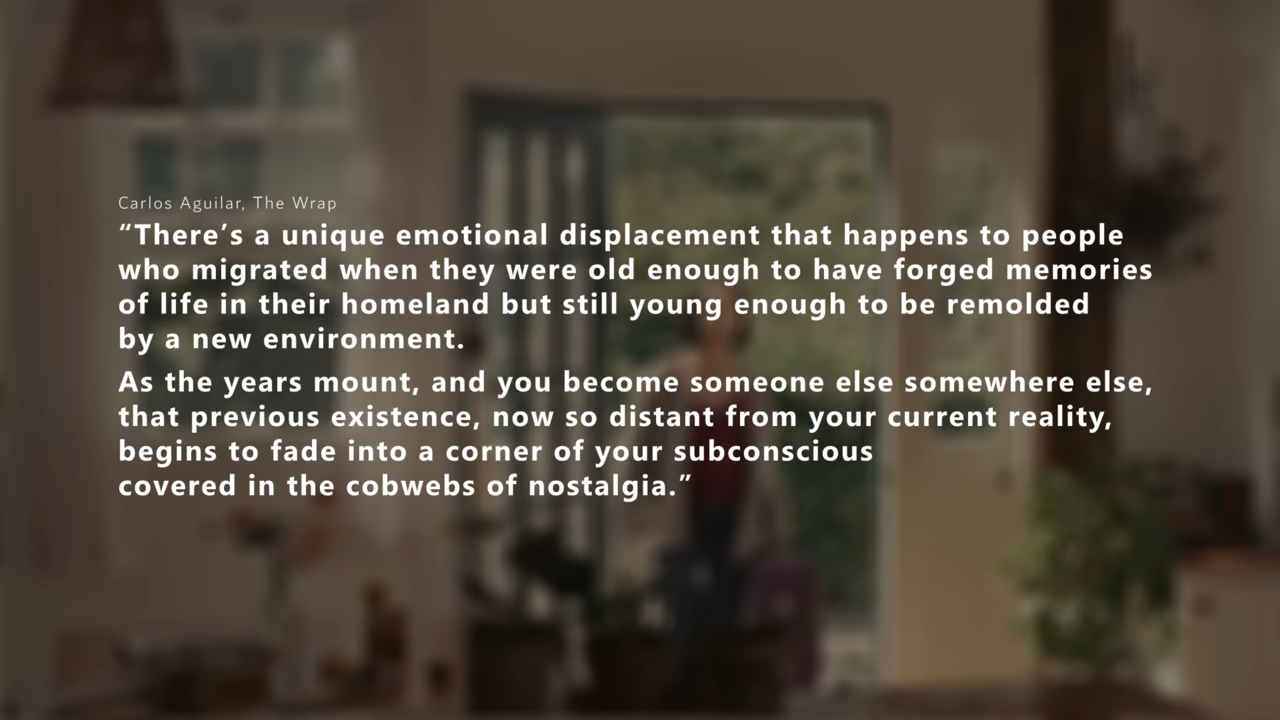 Carlos Aguilar, The Wrap
“There’s a unique emotional displacement that happens to people
who migrated when they were old enough to have forged memories
of life in their homeland but still young enough to be remolded
by a new environment.
As the years mount, and you become someone else somewhere else,
that previous existence, now so distant from your current reality,
begins to fade into a corner of your subconscious
covered in the cobwebs of nostalgia.”